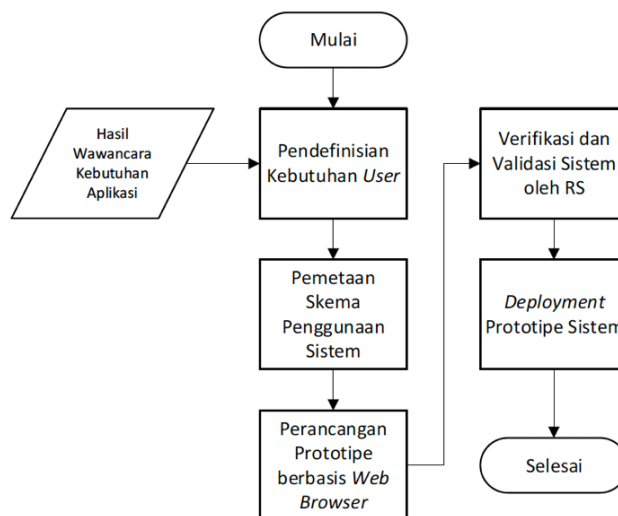 Mulai
Hasil
Wawancara
Kebutuhan
Aplikasi
Pendefinisian
Kebutuhan User
Pemetaan
Skema
Penggunaan
Sistem
Perancangan
Prototipe
berbasis Web
Browser
Verifikasi dan
Validasi Sistem
oleh RS
Deployment
Prototipe Sistem
Selesai